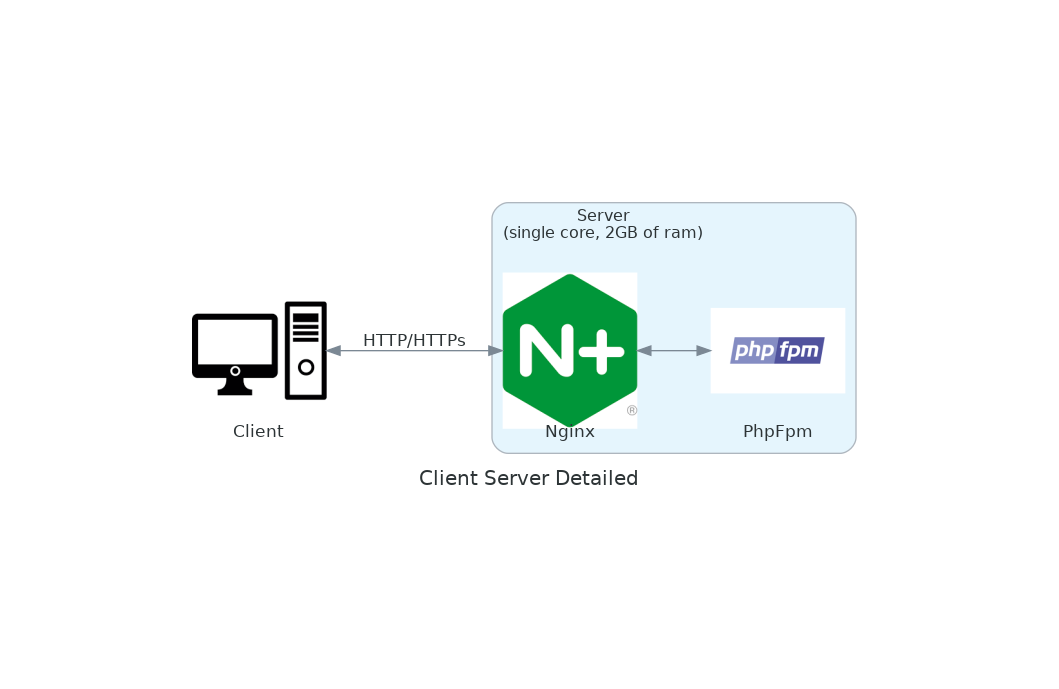 Server
(single core, 2GB of ram)
HTTP/HTTPs
N+
®
php fpm
Client
Nginx
PhpFpm
Client Server Detailed